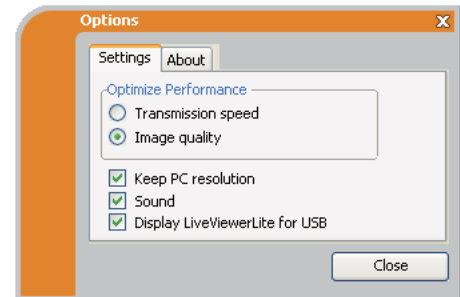 Options
Settings About
Optimize Performance
Transmission speed
Image quality
Keep PC resolution
Sound
Display LiveViewerLite for USB
Close